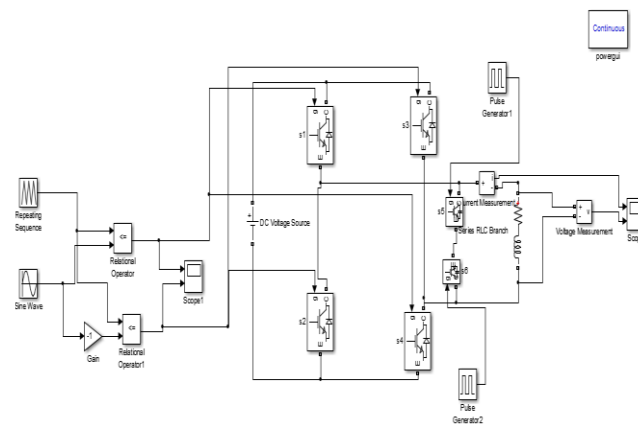 Continuous
powergui
Pulse
Generator1
g
C
E
s1
g
C
E
s3
Repeating
Sequence
<=
Relational
Operator
DC Voltage Source
s5
Current Measurement
Series RLC Branch
Voltage Measurement
Scope1
Sine Wave
-1
Gain
<=
Relational
Operator1
g
C
E
s2
g
C
E
s4
s6
Pulse
Generator2